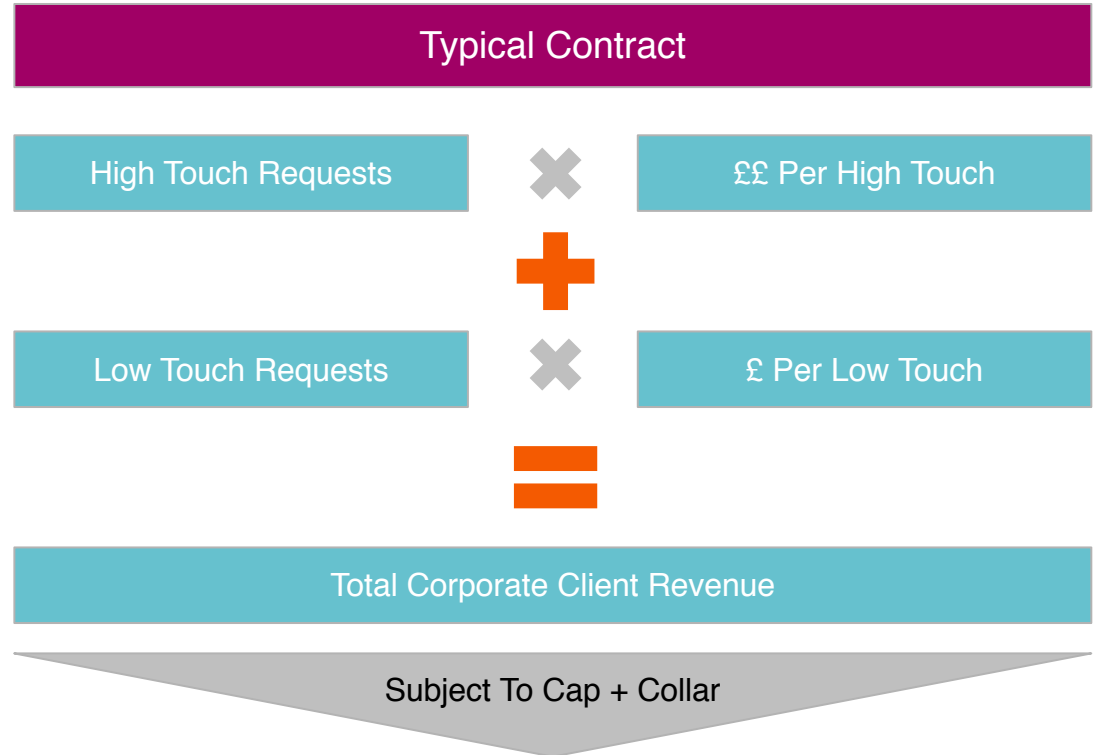 Typical Contract
High Touch Requests
££ Per High Touch
Low Touch Requests
£ Per Low Touch
Total Corporate Client Revenue
Subject To Cap + Collar